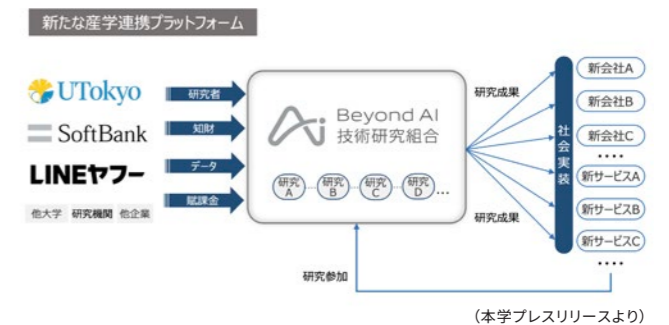 新たな産学連携プラットフォーム
UTokyo
SoftBank
LINEヤフー
他大学 研究機関 他企業
研究者
知財
データ
賦課金
Beyond AI
技術研究組合
研究
A
研究
B
研究
C
研究
D
...
研究成果
研究成果
社会実装
新会社A
新会社B
新会社C
••••
新サービスA
新サービスB
新サービスC
••••
研究参加
（本学プレスリリースより）